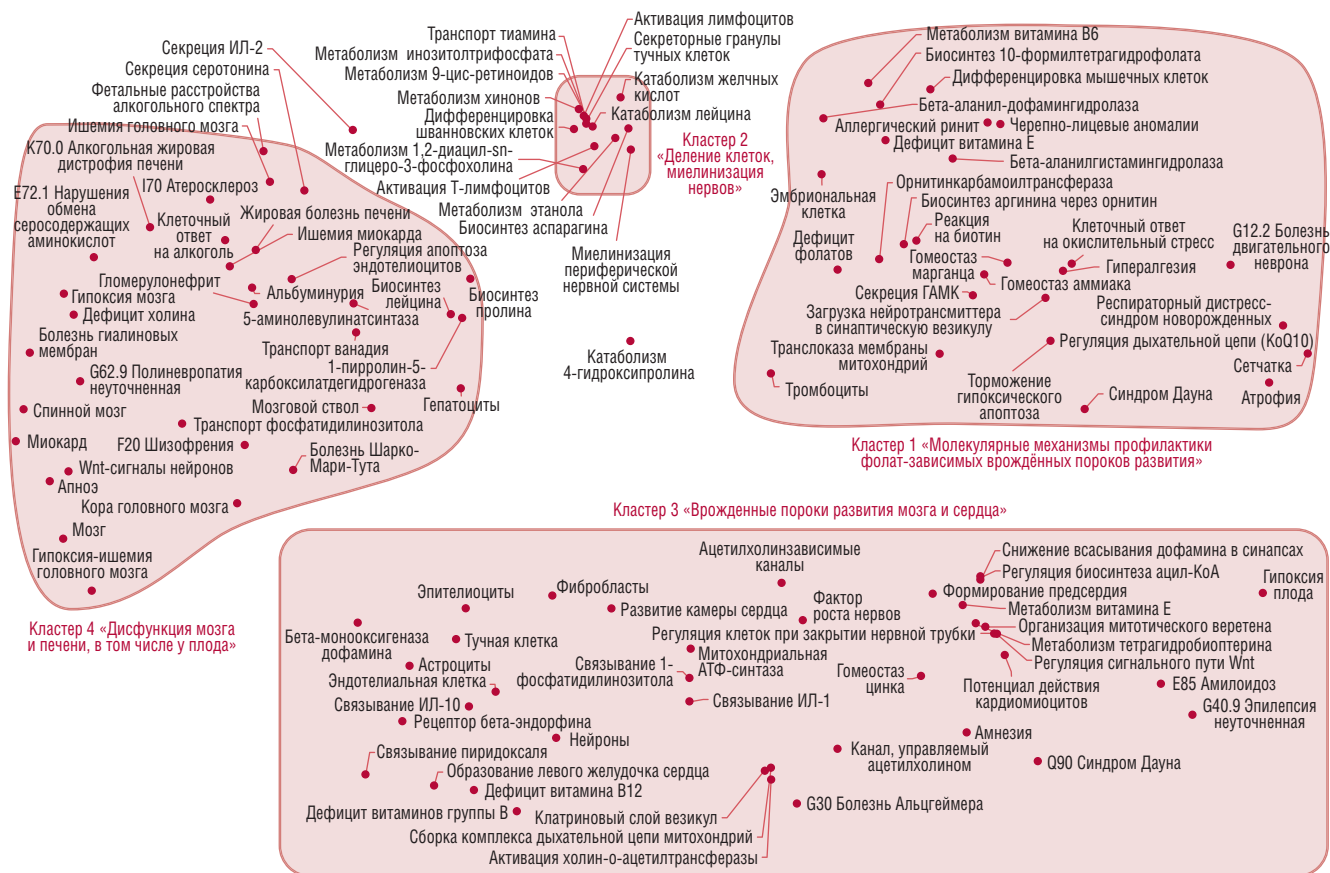 Секреция ИЛ-2
Секреция серотонина
Фетальные расстройства
алкогольного спектра
Ишемия головного мозга
K70.0 Алкогольная жировая
дистрофия печени
I70 Атеросклероз
E72.1 Нарушения
обмена
серосодержащих
аминокислот
Клеточный
ответ
на алкоголь
Жировая болезнь печени
Ишемия миокарда
Регуляция апоптоза
эндотелиоцитов
Гломерулонефрит
Альбуминурия
Биосинтез
лейцина
Биосинтез
пролина
Гипоксия мозга
Дефицит холина
5-аминолевулинатсинтаза
Болезнь гиалиновых
мембран
Транспорт ванадия
1-пирролин-5-
карбоксилатдегидрогеназа
G62.9 Полиневропатия
неуточненная
Гепатоциты
Спинной мозг
Мозговой ствол
Транспорт фосфатидилинозитола
Миокард
F20 Шизофрения
Болезнь Шарко-
Мари-Тута
Wnt-сигналы нейронов
Апноэ
Кора головного мозга
Мозг
Гипоксия-ишемия
головного мозга
Кластер 4 «Дисфункция мозга
и печени, в том числе у плода»
Транспорт тиамина
Метаболизм инозитолтрифосфата
Метаболизм 9-цис-ретиноидов
Метаболизм хинонов
Дифференцировка
шванновских клеток
Метаболизм 1,2-диацил-sn-
глицеро-3-фосфохолина
Активация Т-лимфоцитов
Метаболизм этанола
Биосинтез аспарагина
Активация лимфоцитов
Секреторные гранулы
тучных клеток
Катаболизм желчных
кислот
Катаболизм лейцина
Кластер 2
«Деление клеток,
миелинизация
нервов»
Миелинизация
периферической
нервной системы
Катаболизм
4-гидроксипролина
Метаболизм витамина B6
Биосинтез 10-формилтетрагидрофолата
Дифференцировка мышечных клеток
Бета-аланил-дофамингидролаза
Аллергический ринит
Черепно-лицевые аномалии
Дефицит витамина Е
Бета-аланилгистамингидролаза
Эмбриональная
клетка
Орнитинкарбамоилтрансфераза
Биосинтез аргинина через орнитин
Дефицит
фолатов
Реакция
на биотин
Клеточный ответ
на окислительный стресс
G12.2 Болезнь
двигательного
неврона
Гомеостаз
марганца
Гипералгезия
Гомеостаз аммиака
Секреция ГАМК
Загрузка нейротрансмиттера
в синаптическую везикулу
Респираторный дистресс-
синдром новорожденных
Транслоказа мембраны
митохондрий
Регуляция дыхательной цепи (KoQ10)
Сетчатка
Тромбоциты
Торможение
гипоксического
апоптоза
Синдром Дауна
Атрофия
Кластер 1 «Молекулярные механизмы профилактики
фолат-зависимых врождённых пороков развития»
Кластер 3 «Врожденные пороки развития мозга и сердца»
Ацетилхолинзависимые
каналы
Снижение всасывания дофамина в синапсах
Регуляция биосинтеза ацил-КоА
Гипоксия
плода
Эпителиоциты
Фибробласты
Развитие камеры сердца
Фактор
роста нервов
Формирование предсердия
Метаболизм витамина Е
Бета-монооксигеназа
дофамина
Тучная клетка
Регуляция клеток при закрытии нервной трубки
Организация митотического веретена
Метаболизм тетрагидробиоптерина
Регуляция сигнального пути Wnt
Астроциты
Эндотелиальная клетка
Связывание 1-
фосфатидилинозитола
Митохондриальная
АТФ-синтаза
Гомеостаз
цинка
Потенциал действия
кардиомиоцитов
E85 Амилоидоз
Связывание ИЛ-10
Связывание ИЛ-1
G40.9 Эпилепсия
неуточненная
Рецептор бета-эндорфина
Нейроны
Амнезия
Связывание пиридоксаля
Канал, управляемый
ацетилхолином
Q90 Синдром Дауна
Образование левого желудочка сердца
Дефицит витамина B12
Дефицит витаминов группы В
Клатриновый слой везикул
G30 Болезнь Альцгеймера
Сборка комплекса дыхательной цепи митохондрий
Активация холин-о-ацетилтрансферазы